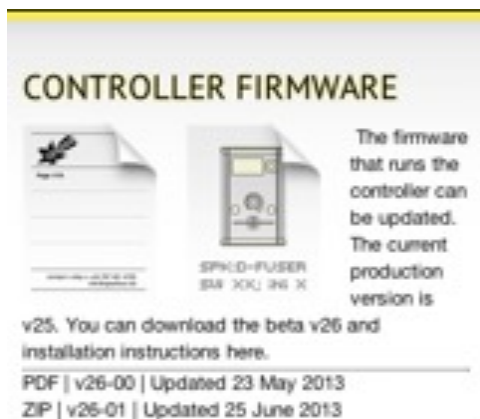 CONTROLLER FIRMWARE
The firmware
that runs the
controller can
be updated.
The current
production
version is
SPK:D-FUSER
v25. You can download the beta v26 and
installation instructions here.
PDF | v26-00 | Updated 23 May 2013
ZIP | v26-01 | Updated 25 June 2013